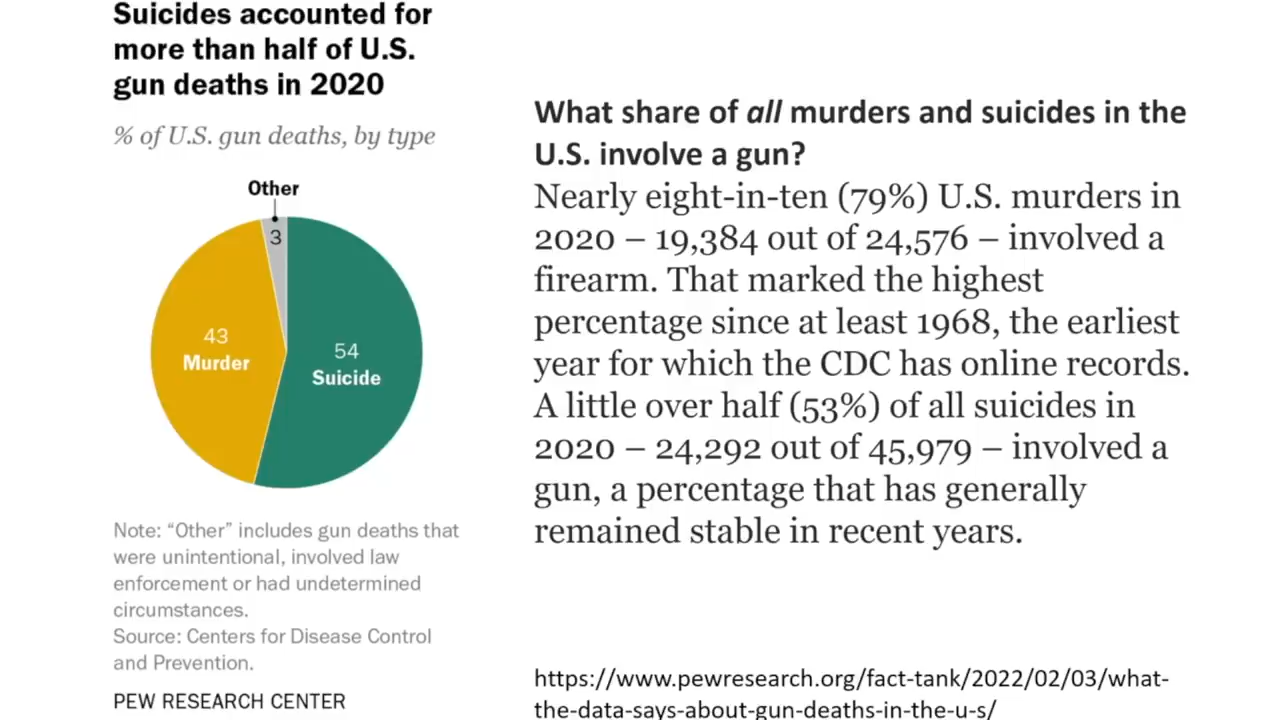 Suicides accounted for
more than half of U.S.
gun deaths in 2020
% of U.S. gun deaths, by type
Other
3
43
Murder
54
Suicide
Note: “Other” includes gun deaths that
were unintentional, involved law
enforcement or had undetermined
circumstances.
Source: Centers for Disease Control
and Prevention.
PEW RESEARCH CENTER
What share of all murders and suicides in the
U.S. involve a gun?
Nearly eight-in-ten (79%) U.S. murders in
2020 – 19,384 out of 24,576 – involved a
firearm. That marked the highest
percentage since at least 1968, the earliest
year for which the CDC has online records.
A little over half (53%) of all suicides in
2020 – 24,292 out of 45,979 – involved a
gun, a percentage that has generally
remained stable in recent years.
https://www.pewresearch.org/fact-tank/2022/02/03/what-
the-data-says-about-gun-deaths-in-the-u-s/